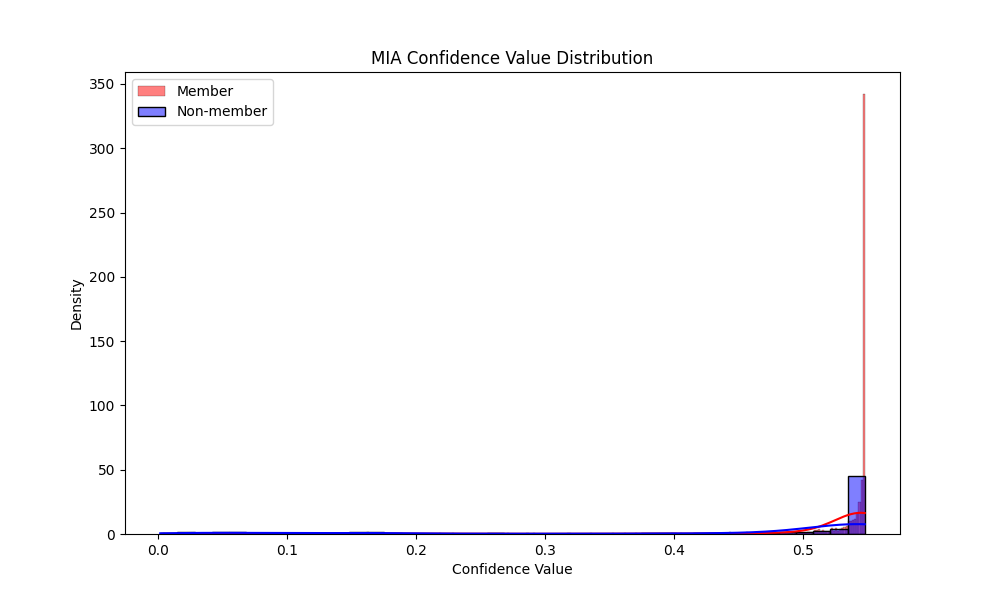 MIA Confidence Value Distribution
Member
Non-member
350
300
250
200
150
100
50
0
Density
0.0 0.1 0.2 0.3 0.4 0.5
Confidence Value